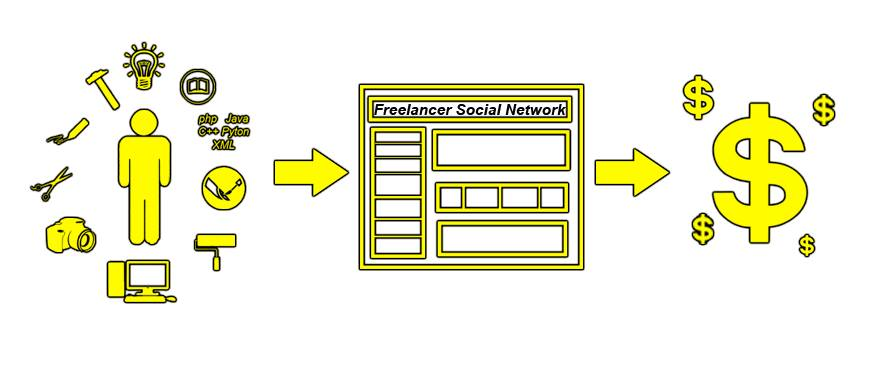 php Java
C++ Pyton
XML
Freelancer Social Network
$
$
$
$
$